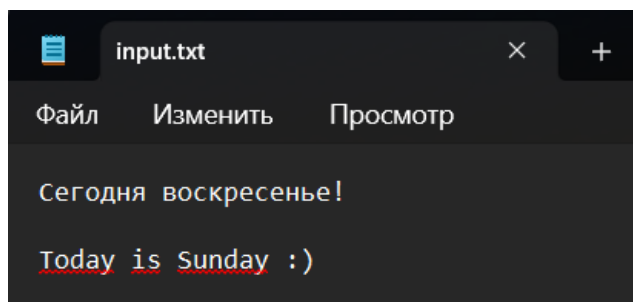 input.txt
Файл Изменить Просмотр
Сегодня воскресенье!
Today is Sunday :)